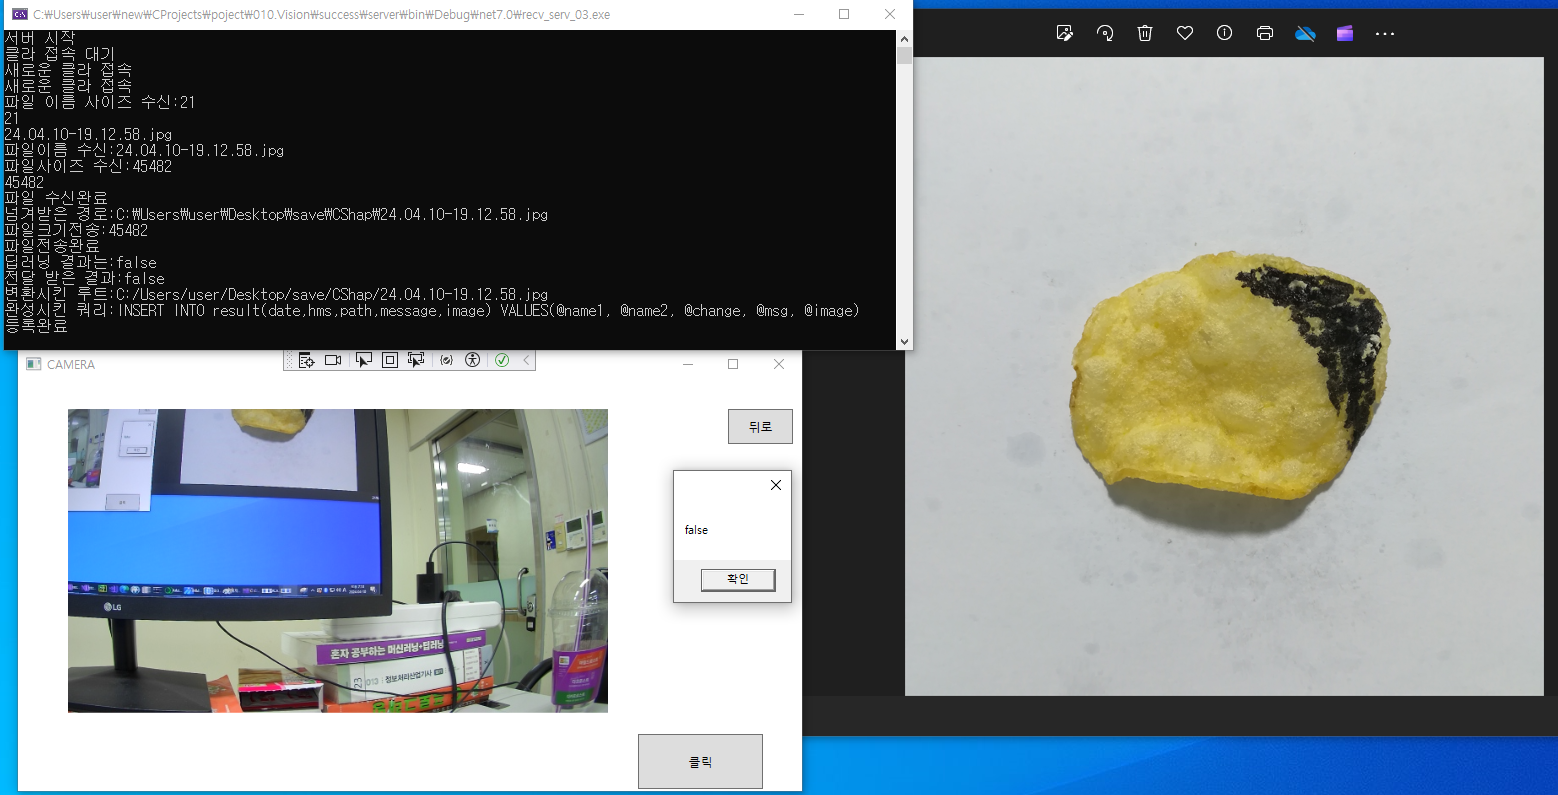 C:\Users\user\new\CProjects\poject\010.Vision\success\server\bin\Debug\net7.0\recv_serv_03.exe
서버 시작
클라 접속 대기
새로운 클라 접속
새로운 클라 접속
파일 이름 사이즈 수신:21
21
24.04.10-19.12.58.jpg
파일이름 수신:24.04.10-19.12.58.jpg
파일사이즈 수신:45482
45482
파일 수신완료
넘겨받은 경로:C:\Users\user\Desktop\save\CShap\24.04.10-19.12.58.jpg
파일크기전송:45482
파일전송완료
딥러닝 결과는:false
전달 받은 결과:false
변환시킨 루트:C:/Users/user/Desktop/save/CShap/24.04.10-19.12.58.jpg
완성시킨 쿼리:INSERT INTO result(date,hms,path,message,image) VALUES(@name1, @name2, @change, @msg, @image)
등록완료
CAMERA
뒤로
false
확인
LG
혼자 공부하는 머신러닝+딥러닝
23
013
정보처리산업기사
클릭